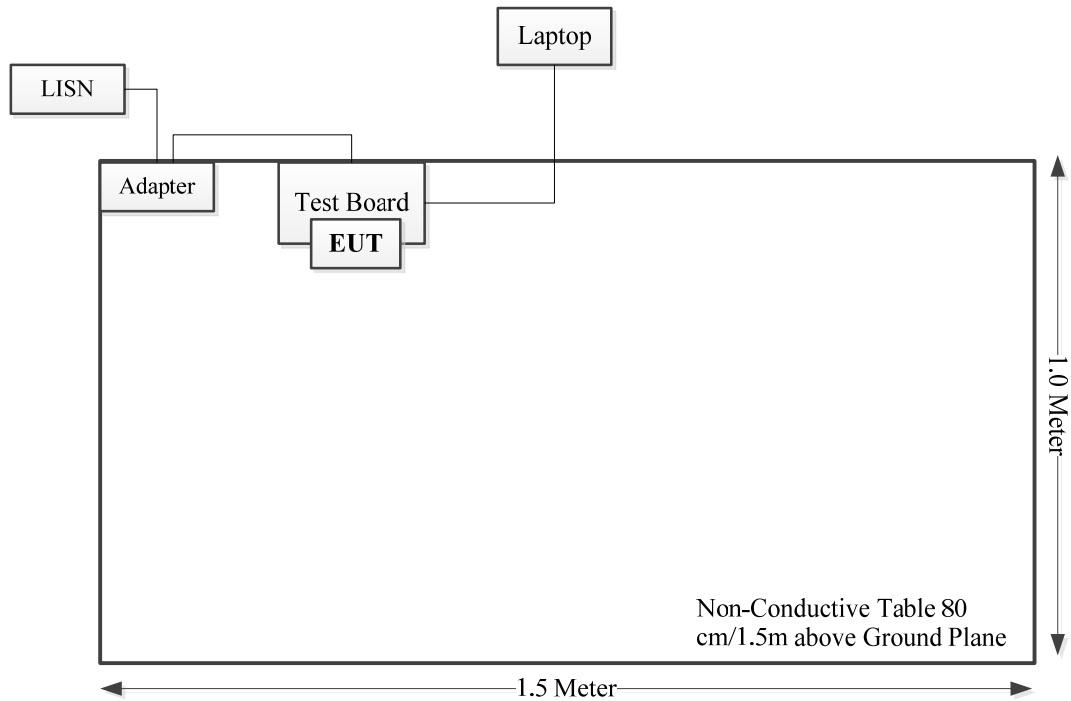 Laptop
LISN
Adapter
Test Board
EUT
1.0 Meter
Non-Conductive Table 80
cm/1.5m above Ground Plane
1.5 Meter